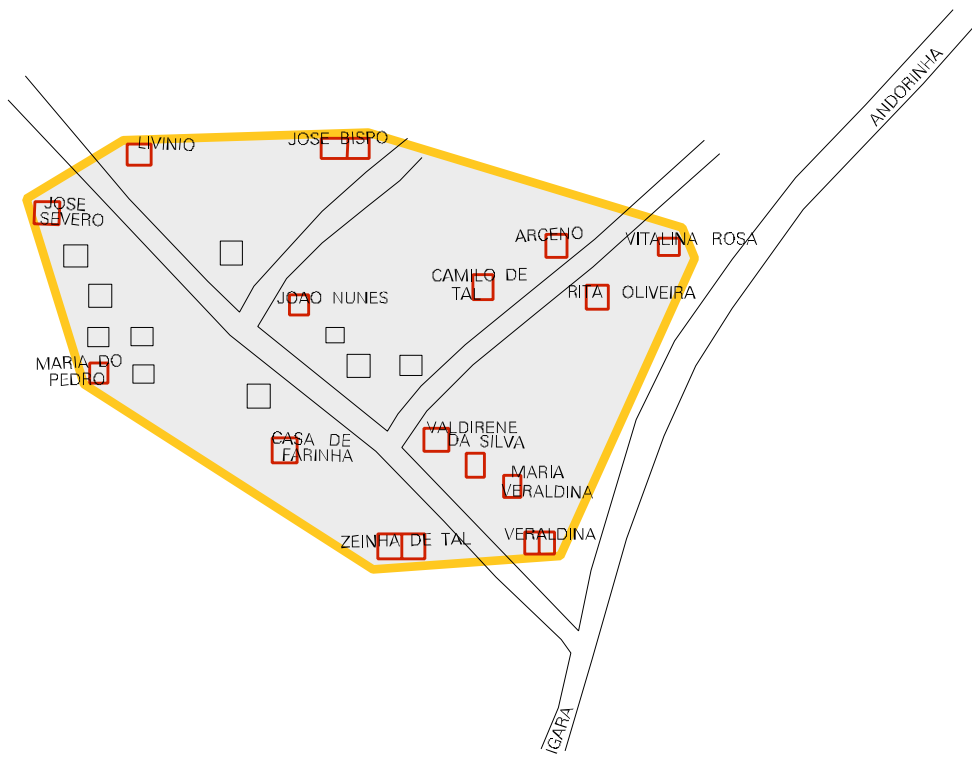 ANDORINHA
LIVINIO
JOSE BISPO
JOSE
SEVERO
ARGENO
VITALINA ROSA
CAMILO DE
TAL
RITA OLIVEIRA
JOAO NUNES
MARIA DO
PEDRO
VALDIRENE
DA SILVA
CASA DE
FARINHA
MARIA
VERALDINA
ZEINHA DE TAL
VERALDINA
IGARA